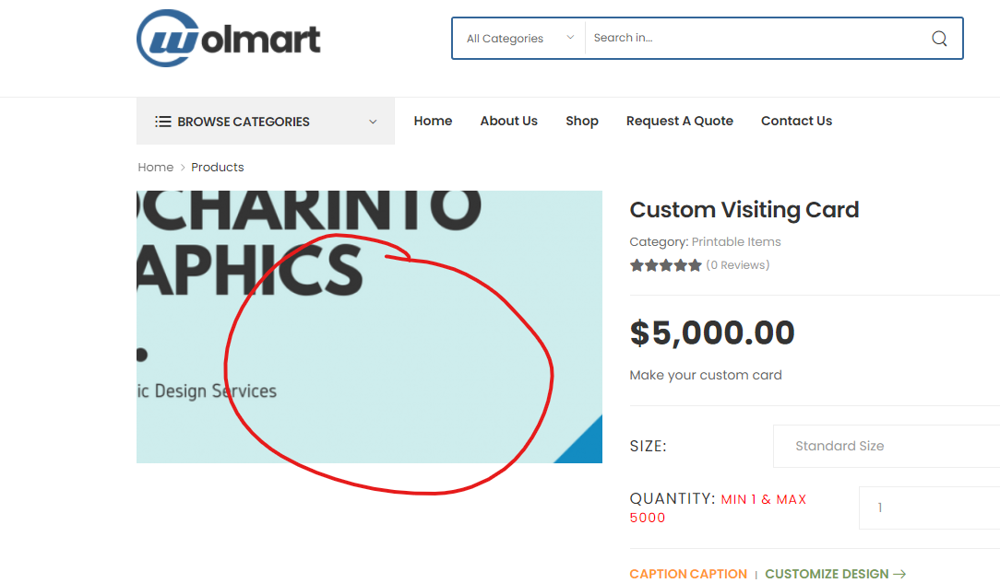 Wolmart
All Categories
Search in...
BROWSE CATEGORIES
Home
About Us
Shop
Request A Quote
Contact Us
Home > Products
OCHARINTO
APHICS
ic Design Services
Custom Visiting Card
Category: Printable Items
(0 Reviews)
$5,000.00
Make your custom card
SIZE:
Standard Size
QUANTITY: MIN 1 & MAX
5000
1
CAPTION CAPTION | CUSTOMIZE DESIGN →